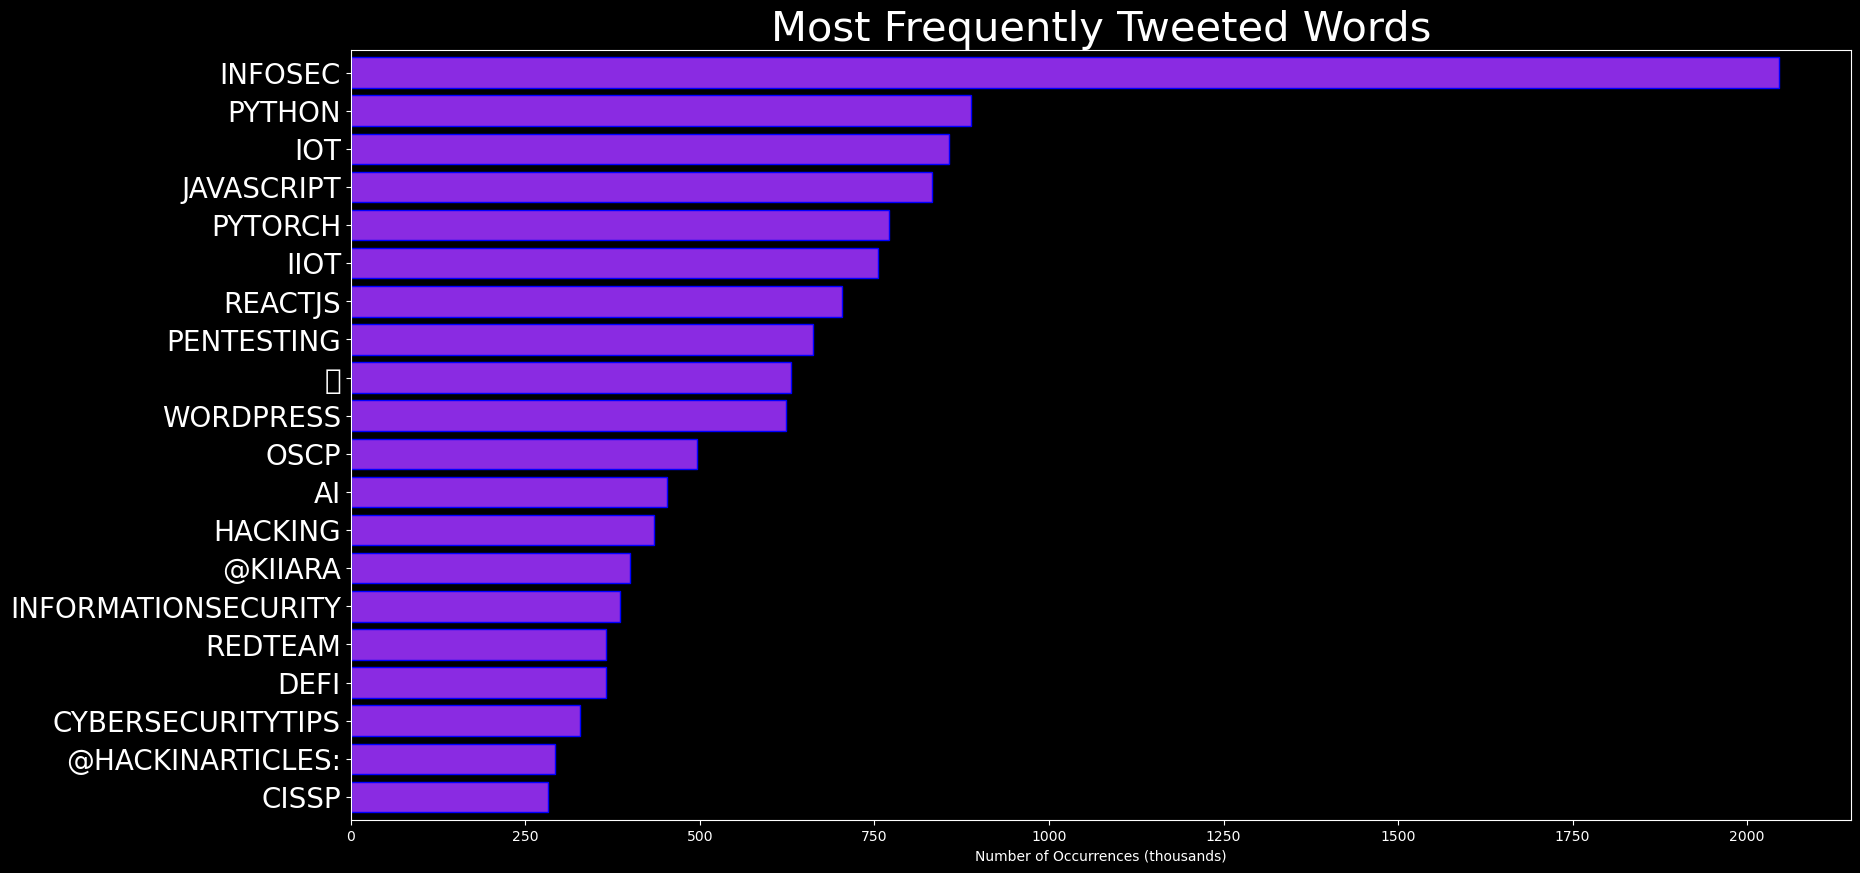 Most Frequently Tweeted Words
INFOSEC
PYTHON
IOT
JAVASCRIPT
PYTORCH
IIOT
REACTJS
PENTESTING
WORDPRESS
OSCP
AI
HACKING
@KIIARA
INFORMATIONSECURITY
REDTEAM
DEFI
CYBERSECURITYTIPS
@HACKINARTICLES:
CISSP
0 250 500 750 1000 1250 1500 1750 2000
Number of Occurrences (thousands)